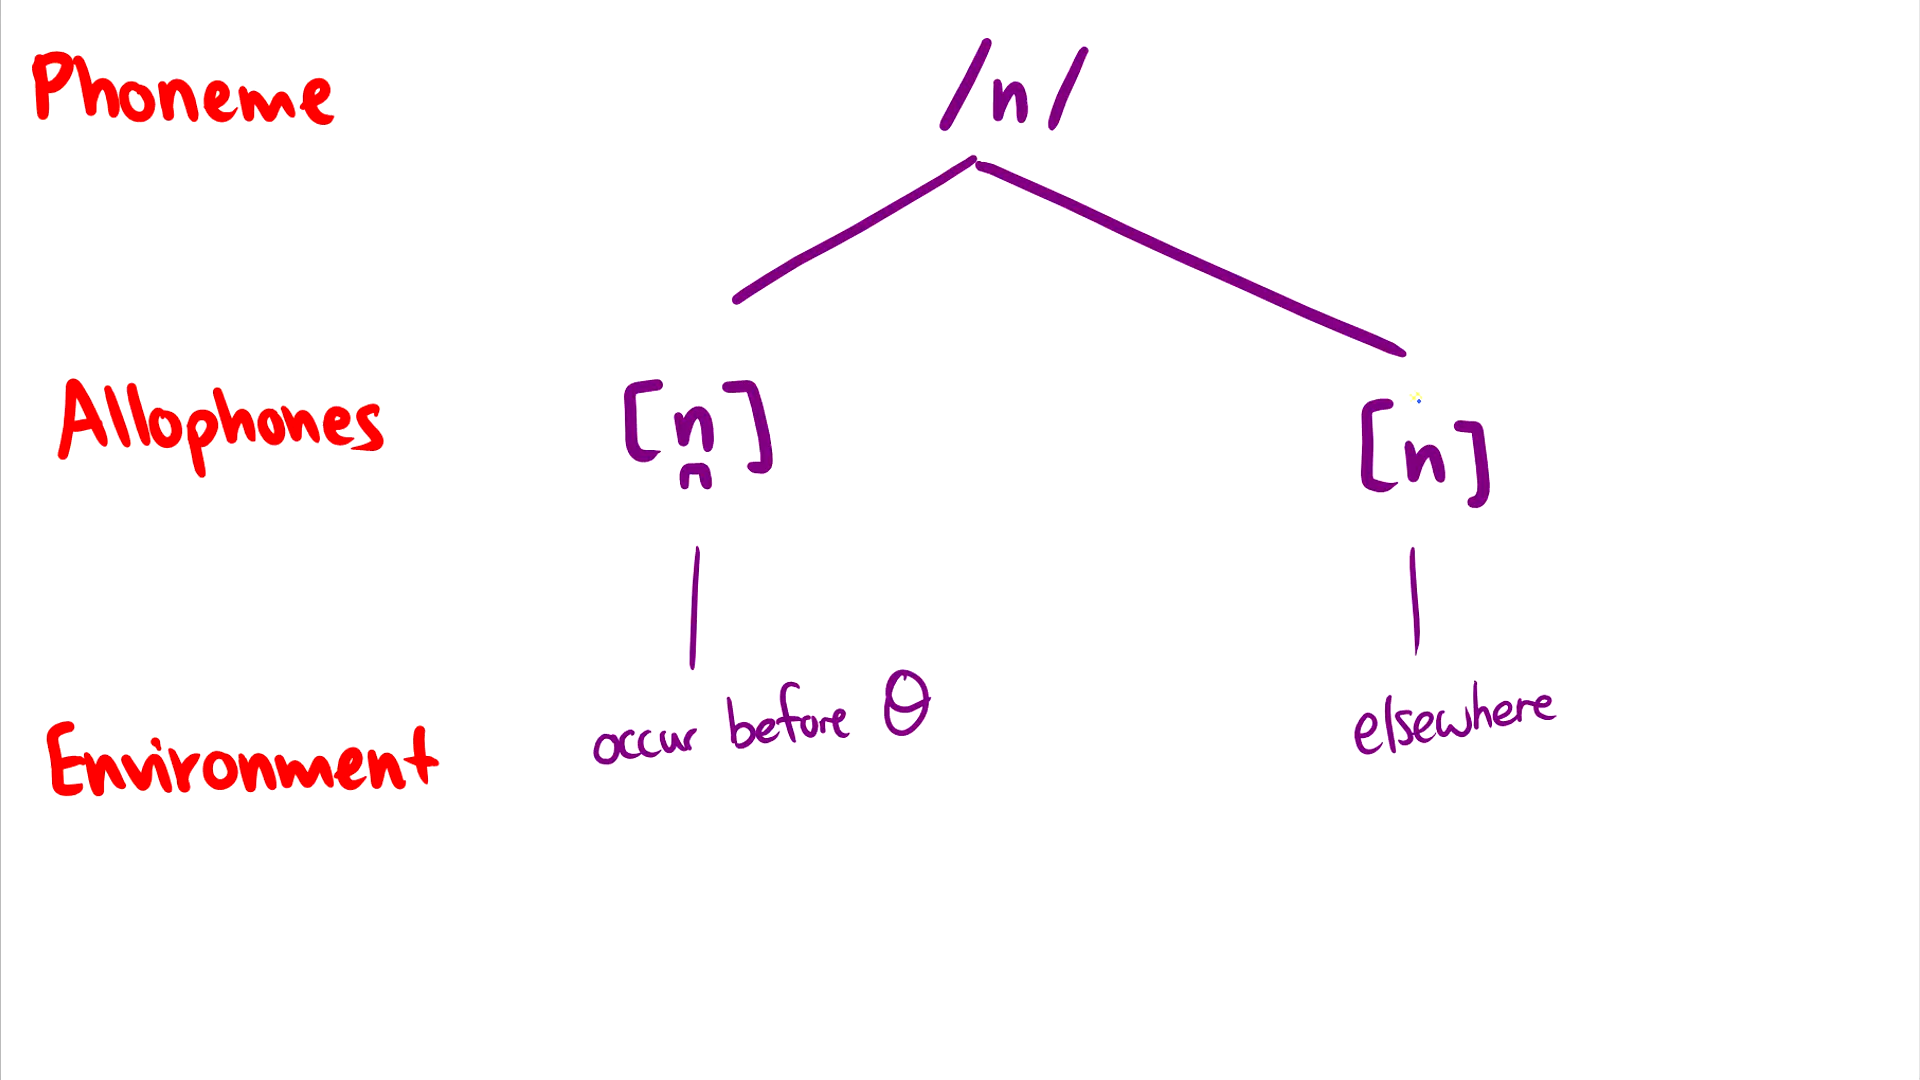 Phoneme /n/
Allophones [n̪] [n]
Environment occur before θ elsewhere